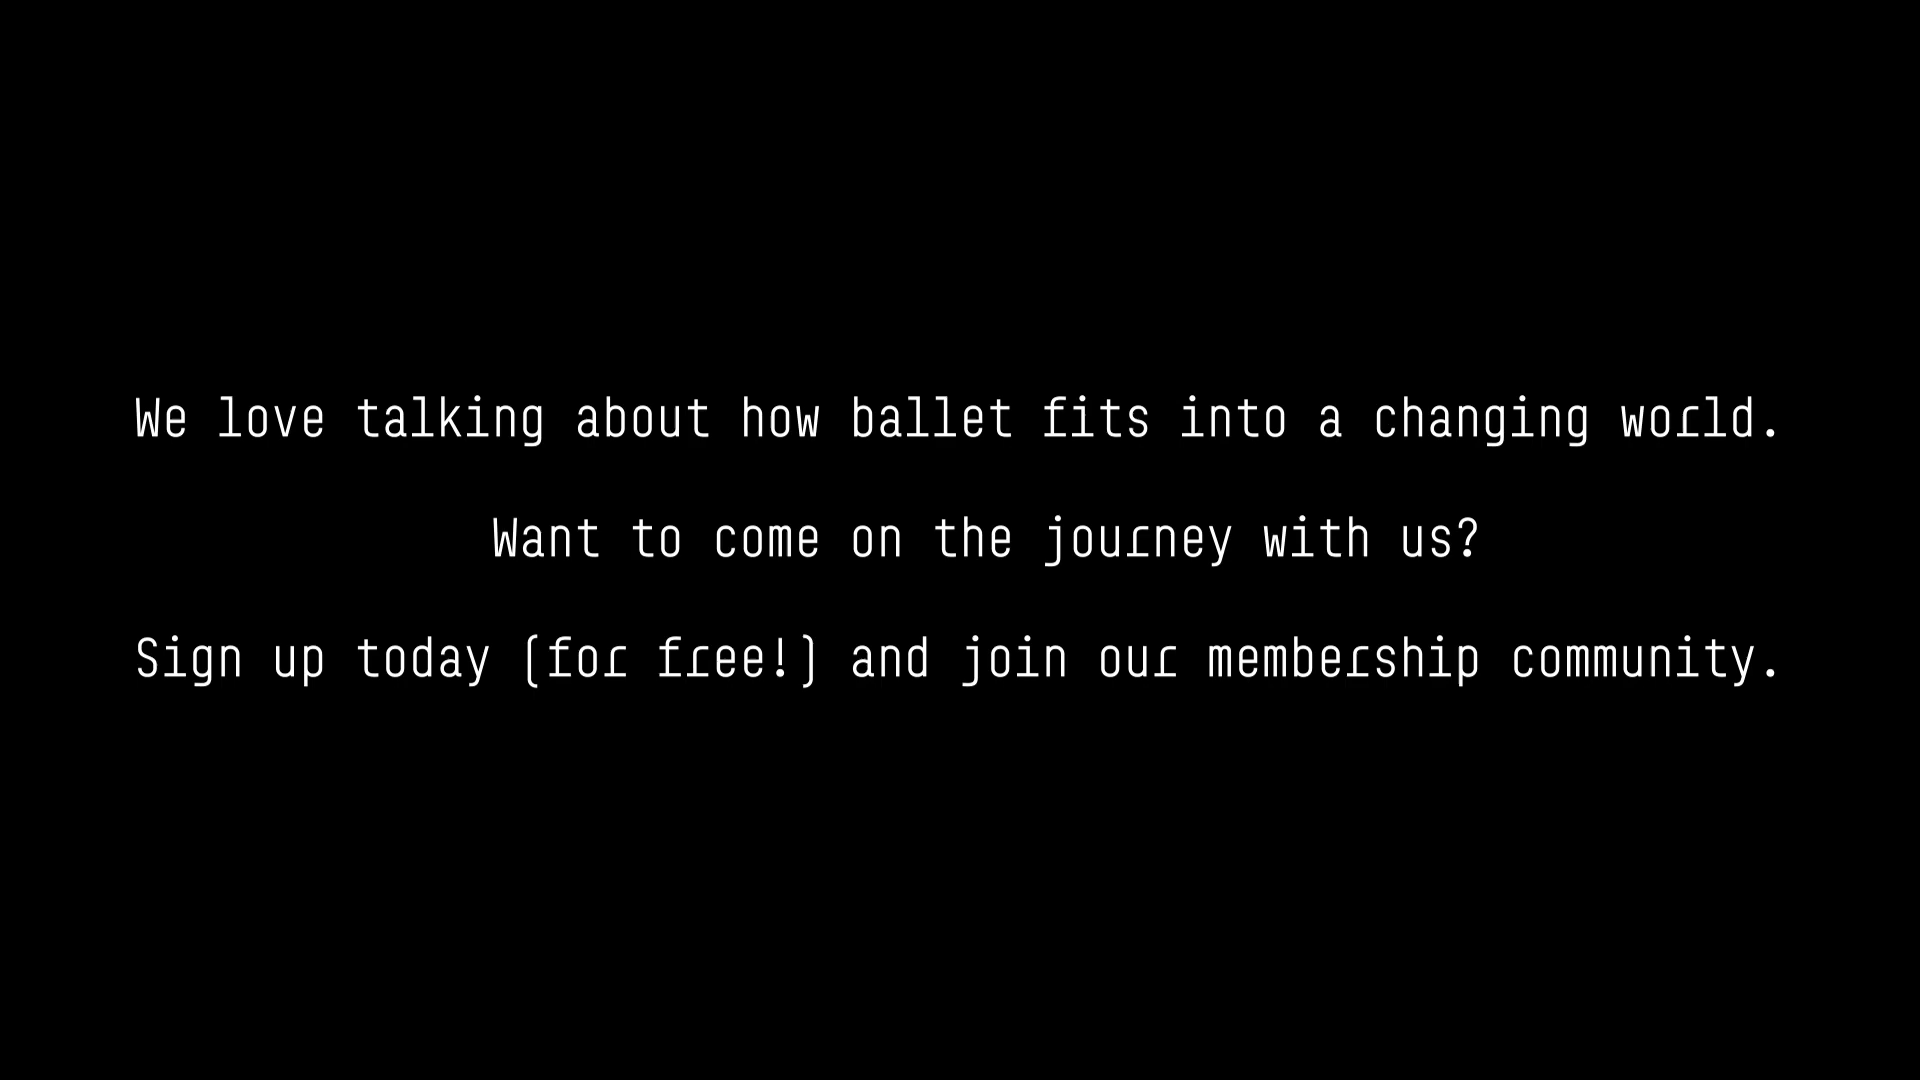 We love talking about how ballet fits into a changing world.
Want to come on the journey with us?
Sign up today (for free!) and join our membership community.